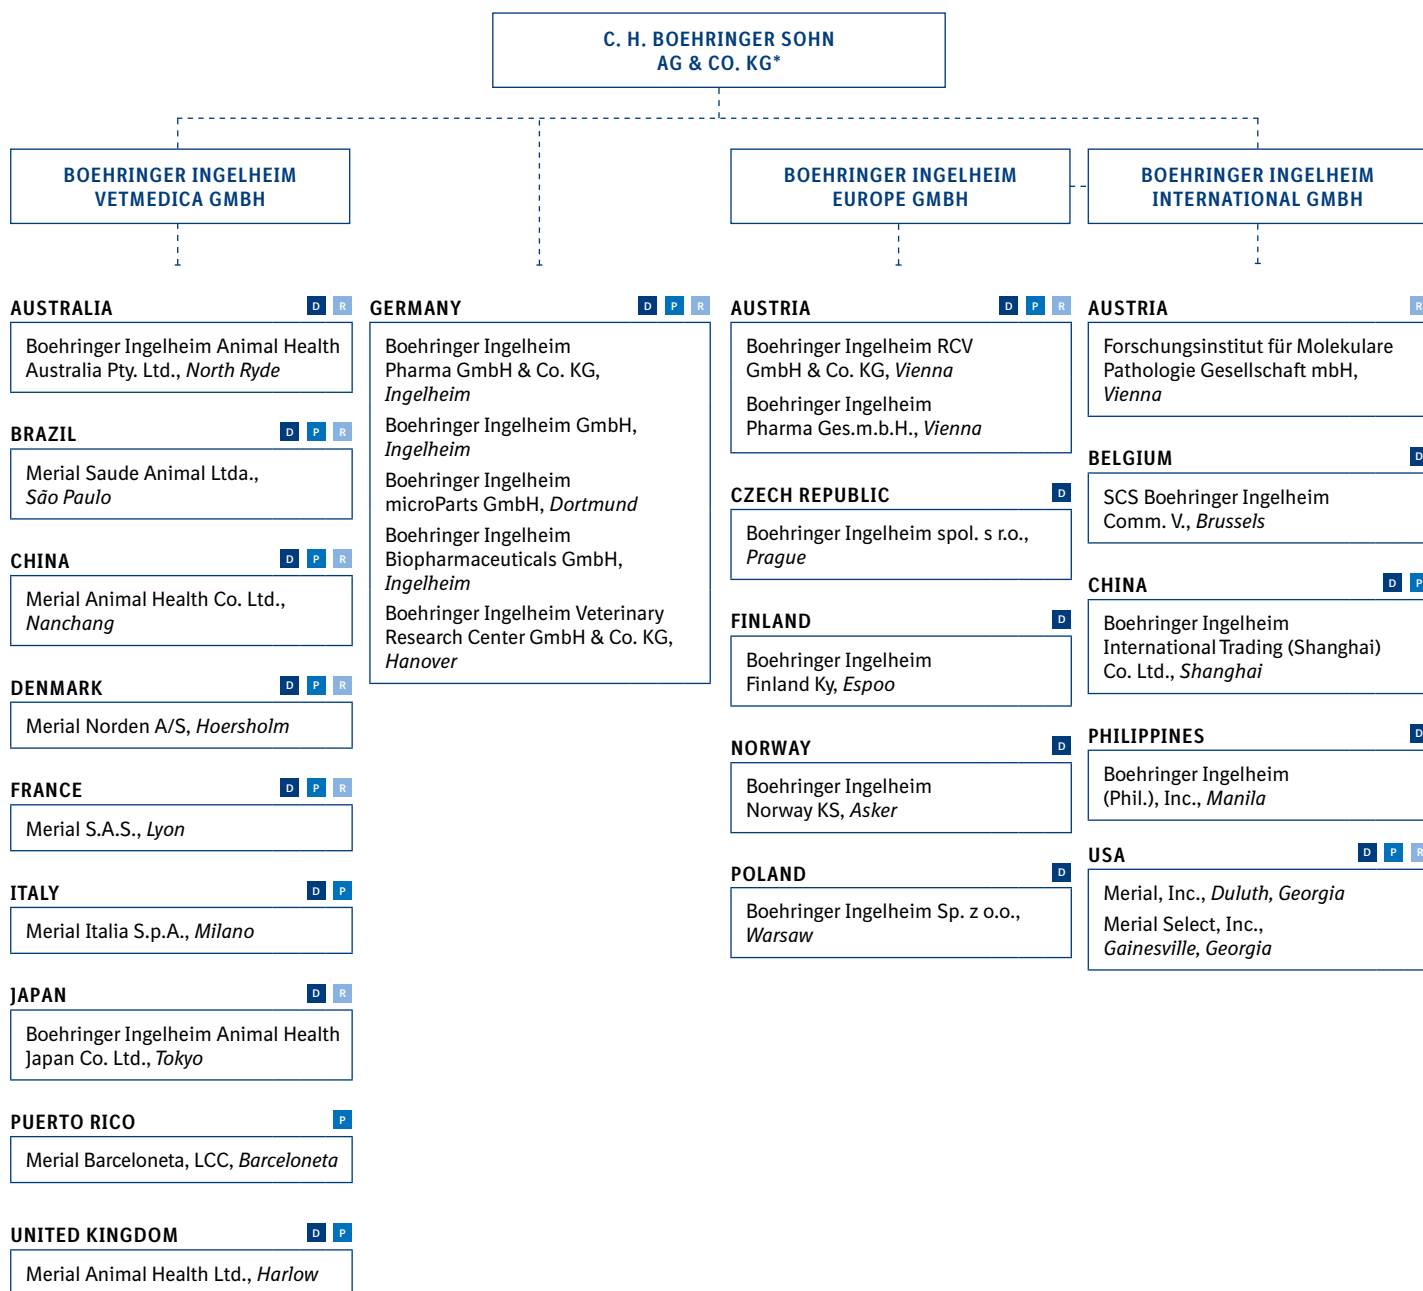 C. H. BOEHRINGER SOHN
AG & CO. KG*
BOEHRINGER INGELHEIM
VETMEDICA GMBH
BOEHRINGER INGELHEIM
EUROPE GMBH
BOEHRINGER INGELHEIM
INTERNATIONAL GMBH
AUSTRALIA D R
Boehringer Ingelheim Animal Health
Australia Pty. Ltd., North Ryde
BRAZIL D P R
Merial Saude Animal Ltda.,
São Paulo
CHINA D P R
Merial Animal Health Co. Ltd.,
Nanchang
DENMARK D P R
Merial Norden A/S, Hoersholm
FRANCE D P R
Merial S.A.S., Lyon
ITALY D P
Merial Italia S.p.A., Milano
JAPAN D R
Boehringer Ingelheim Animal Health
Japan Co. Ltd., Tokyo
PUERTO RICO P
Merial Barceloneta, LCC, Barceloneta
UNITED KINGDOM D P
Merial Animal Health Ltd., Harlow
GERMANY D P R
Boehringer Ingelheim
Pharma GmbH & Co. KG,
Ingelheim
Boehringer Ingelheim GmbH,
Ingelheim
Boehringer Ingelheim
microParts GmbH, Dortmund
Boehringer Ingelheim
Biopharmaceuticals GmbH,
Ingelheim
Boehringer Ingelheim Veterinary
Research Center GmbH & Co. KG,
Hanover
AUSTRIA D P R
Boehringer Ingelheim RCV
GmbH & Co. KG, Vienna
Boehringer Ingelheim
Pharma Ges.m.b.H., Vienna
CZECH REPUBLIC D
Boehringer Ingelheim spol. s r.o.,
Prague
FINLAND D
Boehringer Ingelheim
Finland Ky, Espoo
NORWAY D
Boehringer Ingelheim
Norway KS, Asker
POLAND D
Boehringer Ingelheim Sp. z o.o.,
Warsaw
AUSTRIA R
Forschungsinstitut für Molekulare
Pathologie Gesellschaft mbH,
Vienna
BELGIUM D
SCS Boehringer Ingelheim
Comm. V., Brussels
CHINA D P
Boehringer Ingelheim
International Trading (Shanghai)
Co. Ltd., Shanghai
PHILIPPINES D
Boehringer Ingelheim
(Phil.), Inc., Manila
USA D P R
Merial, Inc., Duluth, Georgia
Merial Select, Inc.,
Gainesville, Georgia